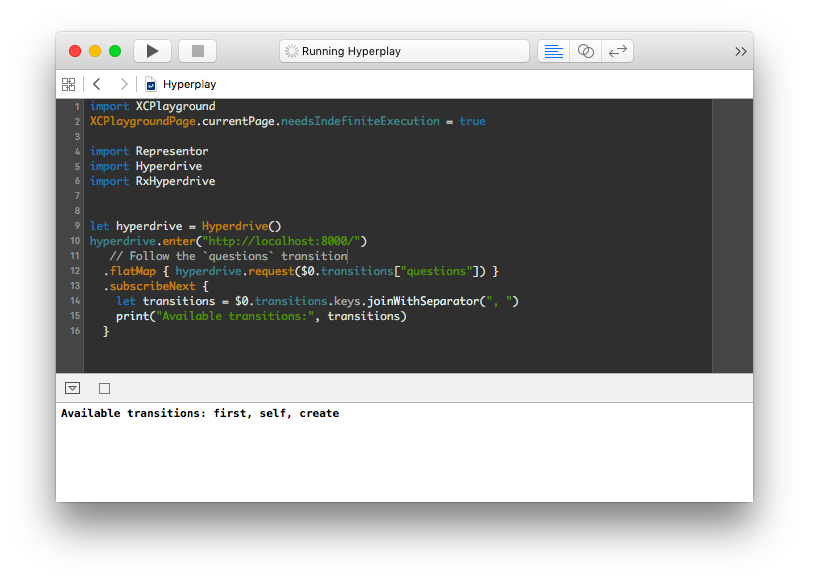 Running Hyperplay
Hyperplay
1 import XCPlayground
2 XCPlaygroundPage.currentPage.needsIndefiniteExecution = true
3
4 import Representor
5 import Hyperdrive
6 import RxHyperdrive
7
8
9 let hyperdrive = Hyperdrive()
10 hyperdrive.enter("http://localhost:8000/")
11 // Follow the `questions` transition
12 .flatMap { hyperdrive.request($0.transitions["questions"]) }
13 .subscribeNext {
14 let transitions = $0.transitions.keys.joinWithSeparator(", ")
15 print("Available transitions:", transitions)
16 }
Available transitions: first, self, create